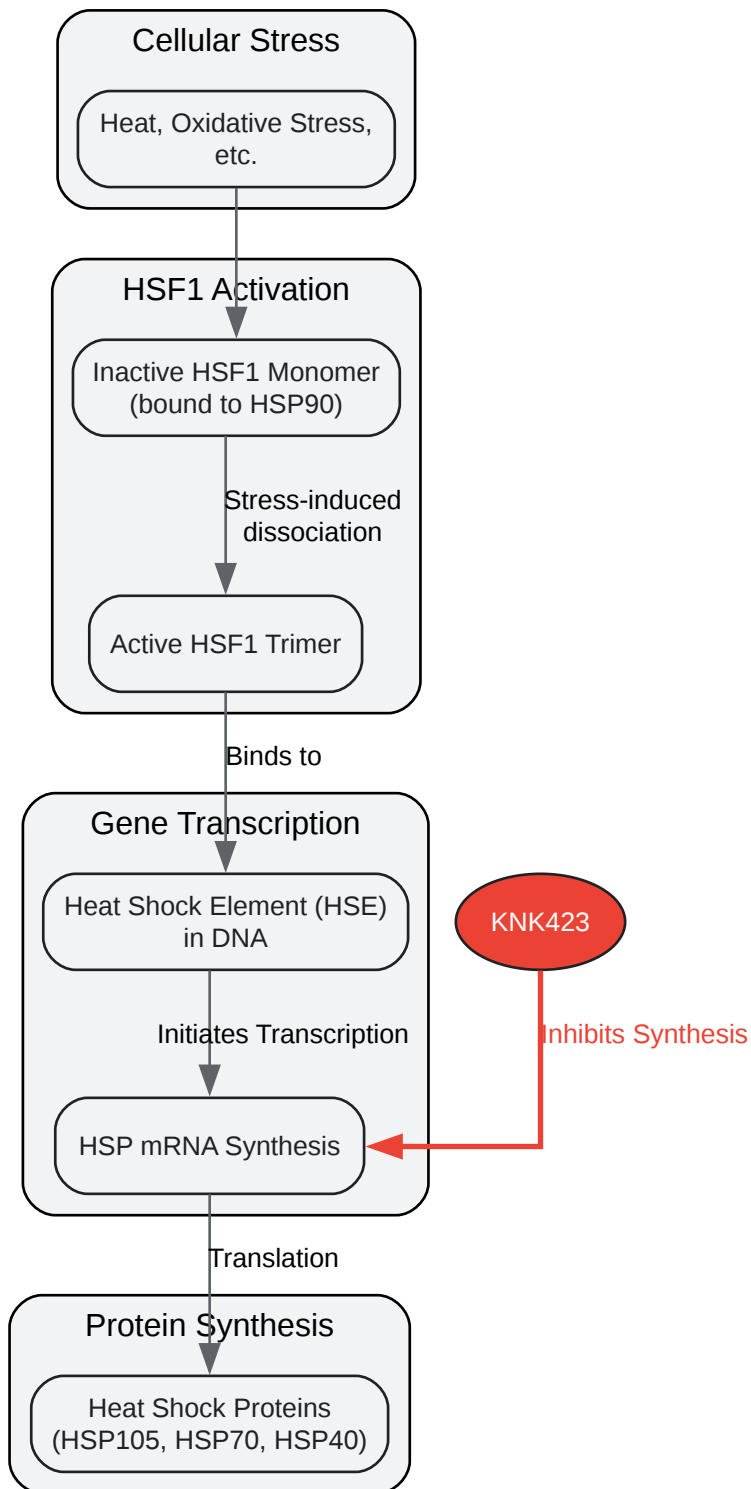 Cellular Stress
Heat, Oxidative Stress,
etc.
HSF1 Activation
Inactive HSF1 Monomer
(bound to HSP90)
Stress-induced
dissociation
Active HSF1 Trimer
Binds to
Gene Transcription
Heat Shock Element (HSE)
in DNA
KNK423
Initiates Transcription
Inhibits Synthesis
HSP mRNA Synthesis
Translation
Protein Synthesis
Heat Shock Proteins
(HSP105, HSP70, HSP40)